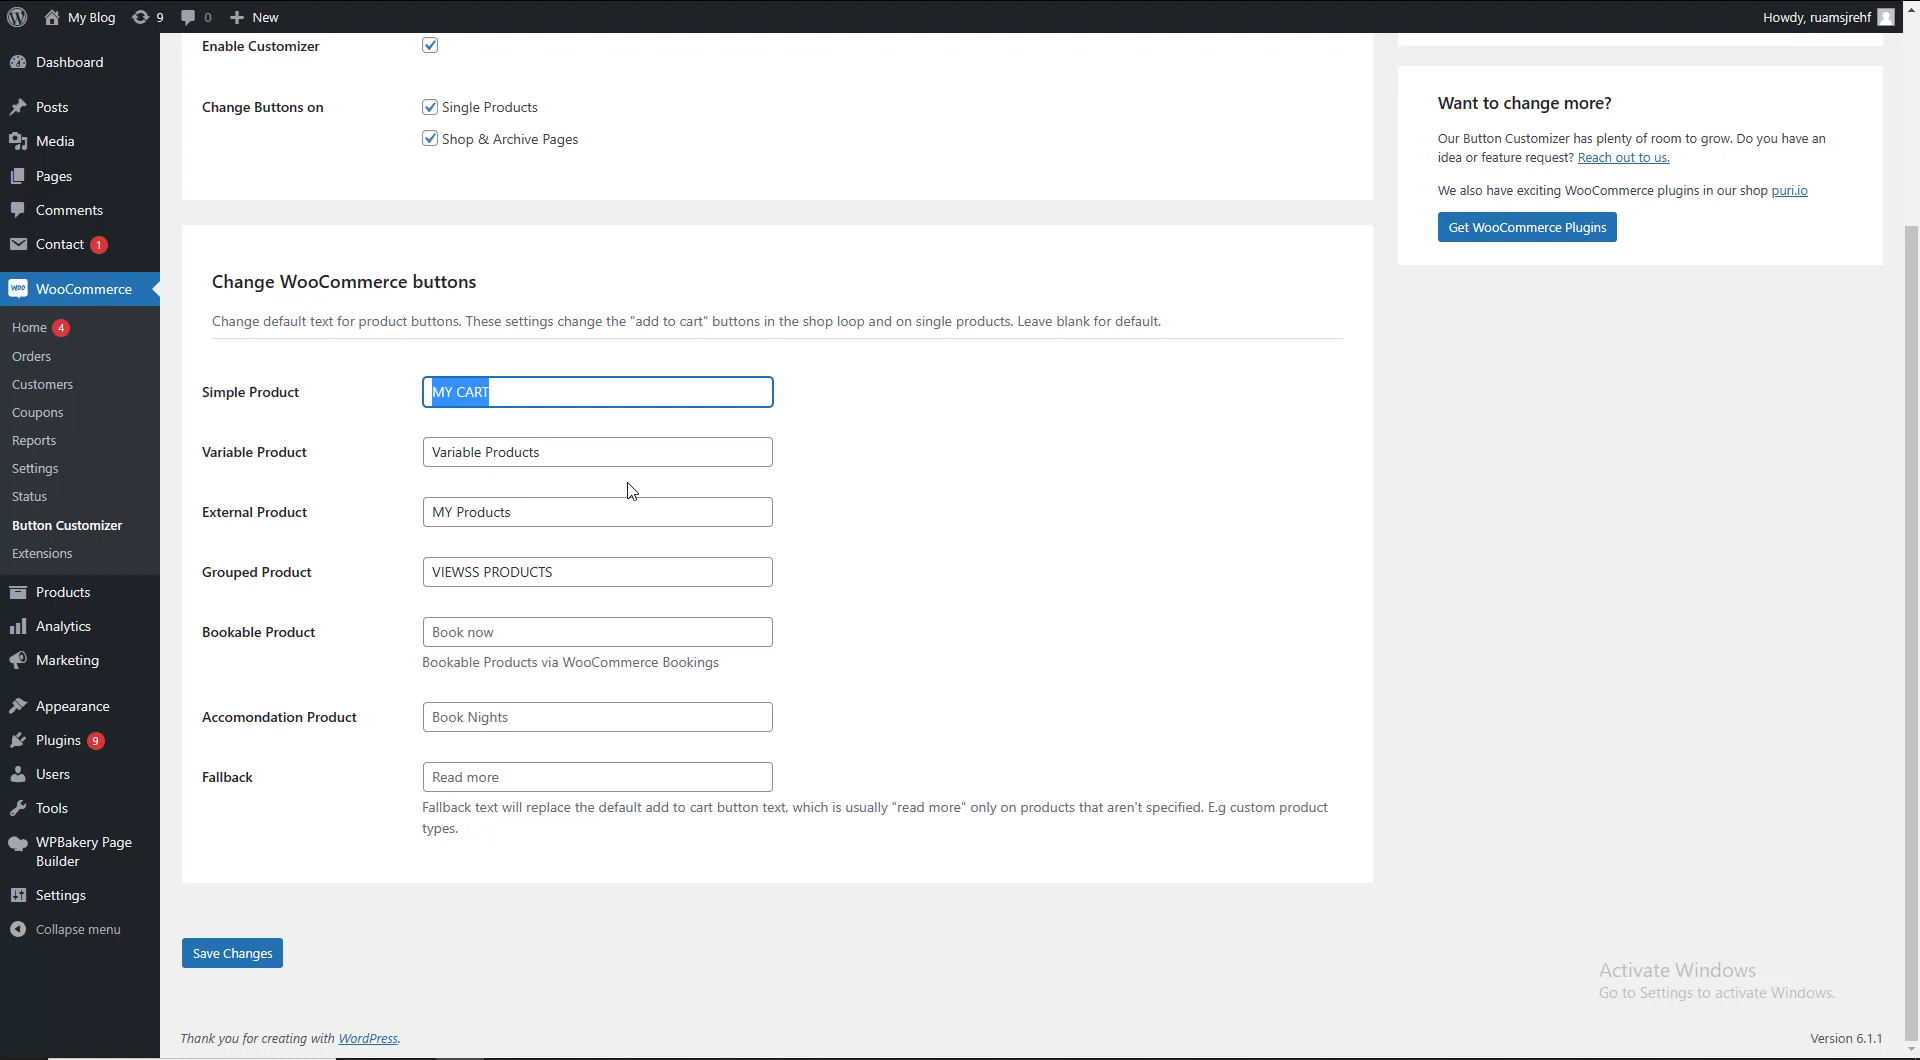 My Blog 9 0 New Howdy, ruamsjrehf
Dashboard
Posts
Media
Pages
Comments
Contact 1
WOO WooCommerce
Home 4
Orders
Customers
Coupons
Reports
Settings
Status
Button Customizer
Extensions
Products
Analytics
Marketing
Appearance
Plugins 9
Users
Tools
WPBakery Page
Builder
Settings
Collapse menu
Enable Customizer
Change Buttons on Single Products
Shop & Archive Pages
Change WooCommerce buttons
Change default text for product buttons. These settings change the "add to cart" buttons in the shop loop and on single products. Leave blank for default.
Simple Product MY CART
Variable Product Variable Products
External Product MY Products
Grouped Product VIEWSS PRODUCTS
Bookable Product Book now
Bookable Products via WooCommerce Bookings
Accomondation Product Book Nights
Fallback Read more
Fallback text will replace the default add to cart button text, which is usually "read more" only on products that aren't specified. E.g custom product
types.
Save Changes
Want to change more?
Our Button Customizer has plenty of room to grow. Do you have an
idea or feature request? Reach out to us.
We also have exciting WooCommerce plugins in our shop puri.io
Get WooCommerce Plugins
Activate Windows
Go to Settings to activate Windows.
Thank you for creating with WordPress. Version 6.1.1